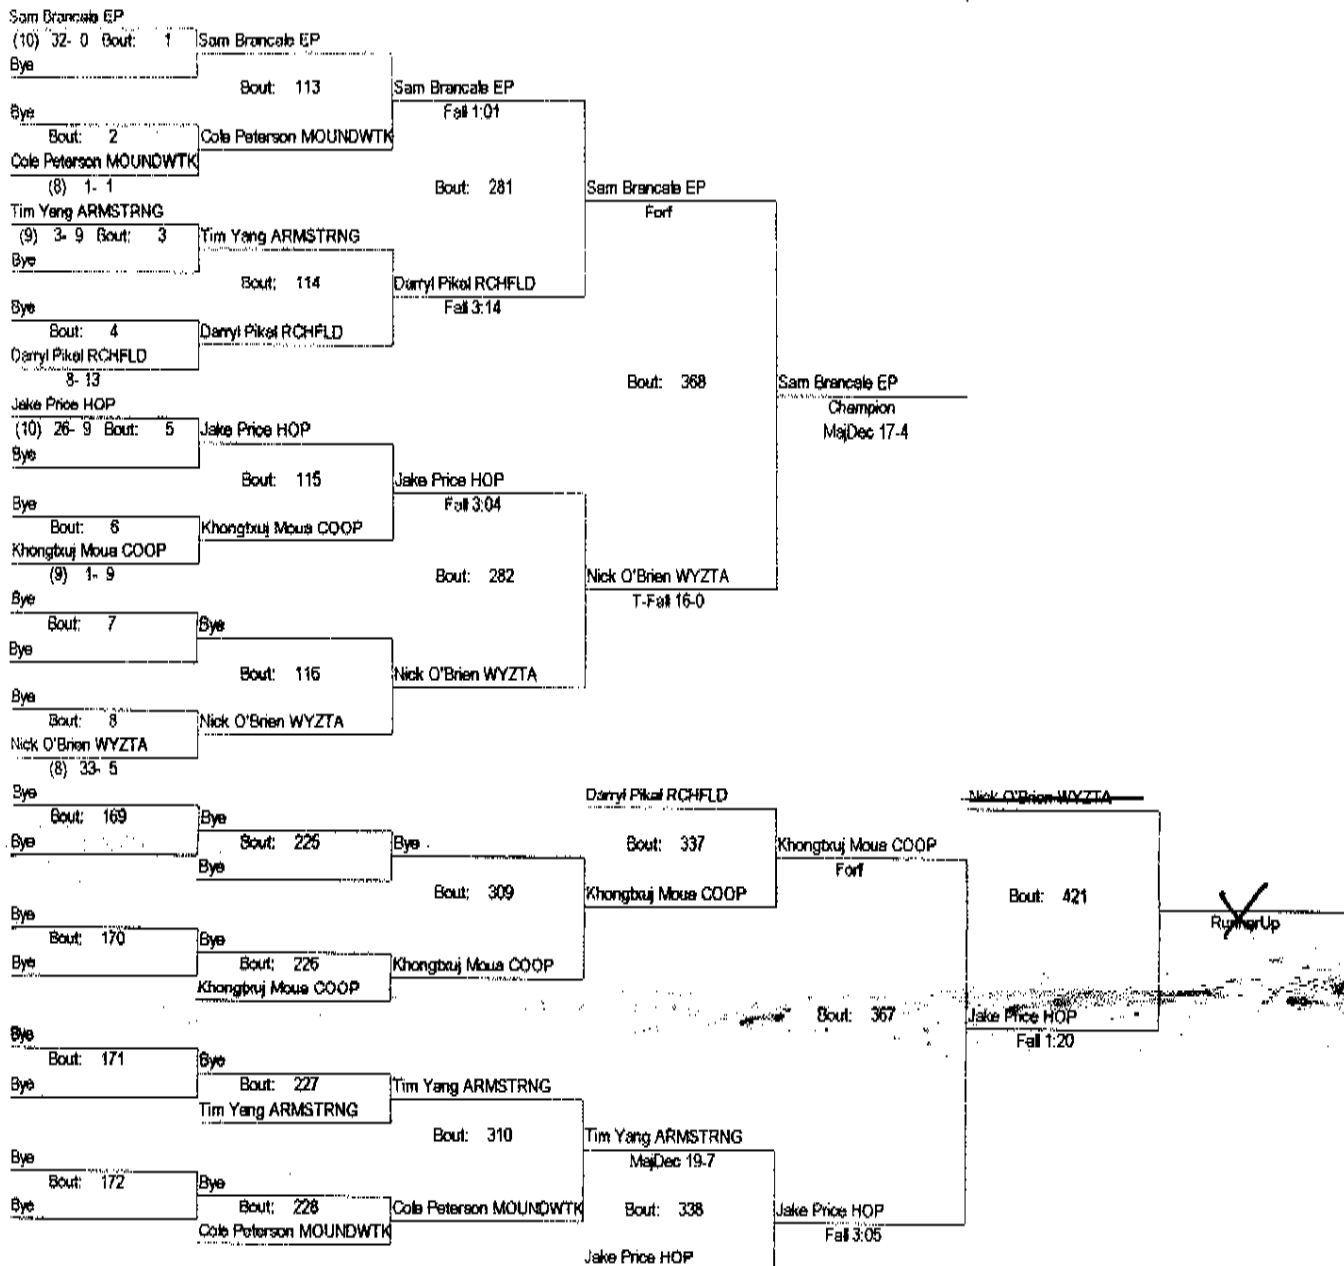 Sam Brancale EP
(10) 32- 0 Bout: 1
Sam Brancale EP
Bye
Bout: 113
Sam Brancale EP
Fall 1:01
Bye
Bout: 2
Cole Peterson MOUNDWTK
Cole Peterson MOUNDWTK
(8) 1- 1
Bout: 281
Sam Brancale EP
Forf
Tim Yang ARMSTRNG
(9) 3- 9 Bout: 3
Tim Yang ARMSTRNG
Bye
Bout: 114
Darryl Pikal RCHFLD
Fall 3:14
Bye
Bout: 4
Darryl Pikal RCHFLD
Darryl Pikal RCHFLD
8- 13
Bout: 368
Sam Brancale EP
Champion
MajDec 17-4
Jake Price HOP
(10) 26- 9 Bout: 5
Jake Price HOP
Bye
Bout: 115
Jake Price HOP
Fall 3:04
Bye
Bout: 6
Khongtxuj Moua COOP
Khongtxuj Moua COOP
(9) 1- 9
Bout: 282
Nick O'Brien WYZTA
T-Fall 16-0
Bye
Bout: 7
Bye
Bye
Bout: 116
Nick O'Brien WYZTA
Bye
Bout: 8
Nick O'Brien WYZTA
Nick O'Brien WYZTA
(8) 33- 5
Bye
Bout: 169
Bye
Bye
Bout: 225
Bye
Bye
Darryl Pikal RCHFLD
Bout: 337
Khongtxuj Moua COOP
Forf
Nick O'Brien WYZTA
Bout: 309
Khongtxuj Moua COOP
Bout: 421
RunnerUp
Bye
Bout: 170
Bye
Bye
Bout: 226
Khongtxuj Moua COOP
Khongtxuj Moua COOP
Bout: 367
Jake Price HOP
Fall 1:20
Bye
Bout: 171
Bye
Bye
Bout: 227
Tim Yang ARMSTRNG
Tim Yang ARMSTRNG
Bout: 310
Tim Yang ARMSTRNG
MajDec 19-7
Bye
Bout: 172
Bye
Bye
Bout: 228
Cole Peterson MOUNDWTK
Cole Peterson MOUNDWTK
Bout: 338
Jake Price HOP
Fall 3:05
Jake Price HOP